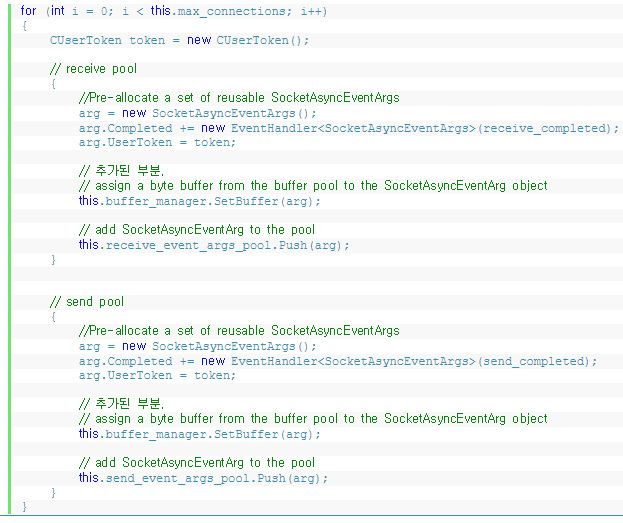 for (int i = 0; i < this.max_connections; i++)
{
    CUserToken token = new CUserToken();

    // receive pool
    {
        //Pre-allocate a set of reusable SocketAsyncEventArgs
        arg = new SocketAsyncEventArgs();
        arg.Completed += new EventHandler<SocketAsyncEventArgs>(receive_completed);
        arg.UserToken = token;

        // 추가된 부분.
        // assign a byte buffer from the buffer pool to the SocketAsyncEventArg object
        this.buffer_manager.SetBuffer(arg);

        // add SocketAsyncEventArg to the pool
        this.receive_event_args_pool.Push(arg);
    }


    // send pool
    {
        //Pre-allocate a set of reusable SocketAsyncEventArgs
        arg = new SocketAsyncEventArgs();
        arg.Completed += new EventHandler<SocketAsyncEventArgs>(send_completed);
        arg.UserToken = token;

        // 추가된 부분.
        // assign a byte buffer from the buffer pool to the SocketAsyncEventArg object
        this.buffer_manager.SetBuffer(arg);

        // add SocketAsyncEventArg to the pool
        this.send_event_args_pool.Push(arg);
    }
}